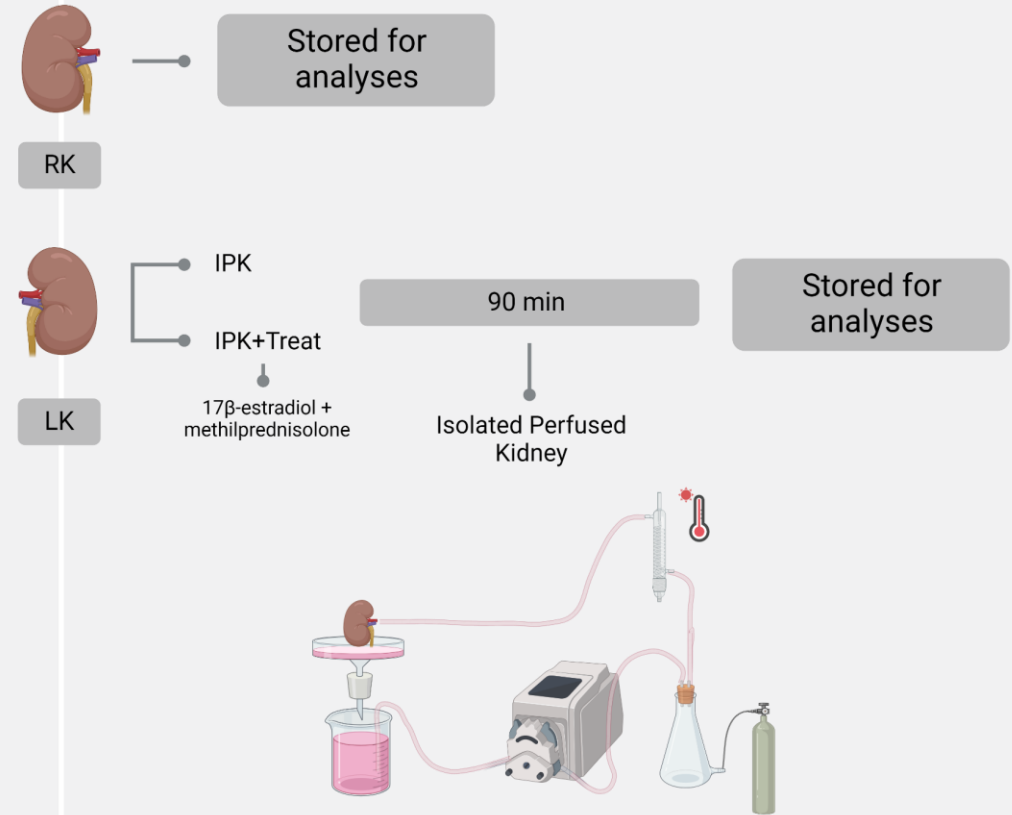 Stored for
analyses
RK
IPK
IPK+Treat
17β-estradiol +
methilprednisolone
LK
90 min
Isolated Perfused
Kidney
Stored for
analyses